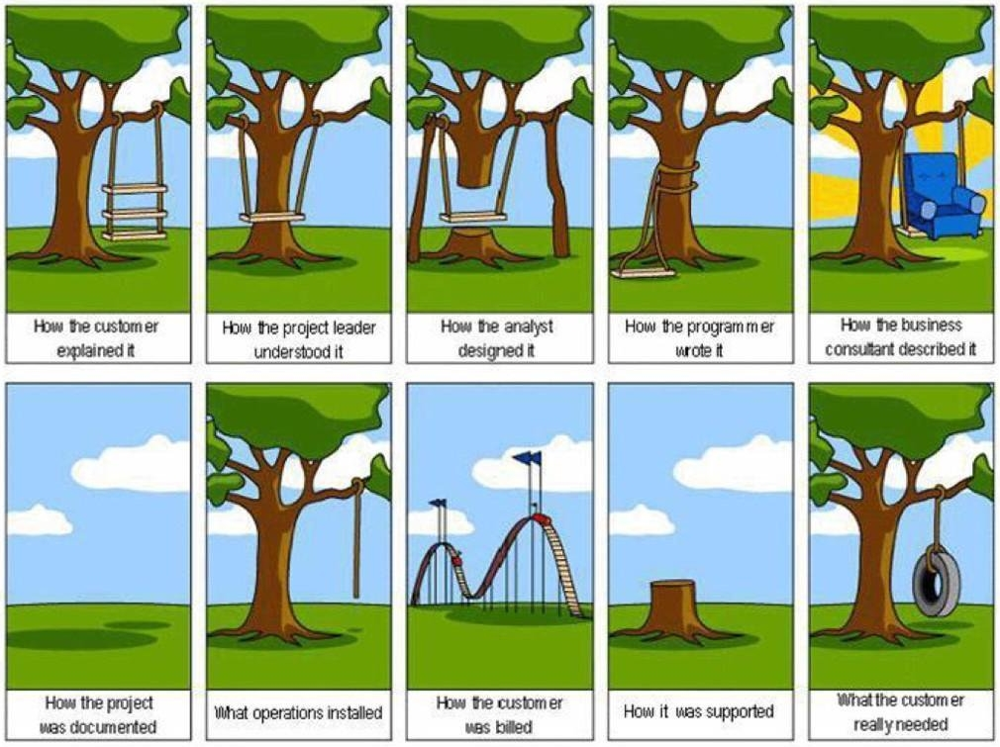 How the customer
explained it
How the project leader
understood it
How the analyst
designed it
How the programmer
wrote it
How the business
consultant described it
How the project
was documented
What operations installed
How the customer
was billed
How it was supported
What the customer
really needed